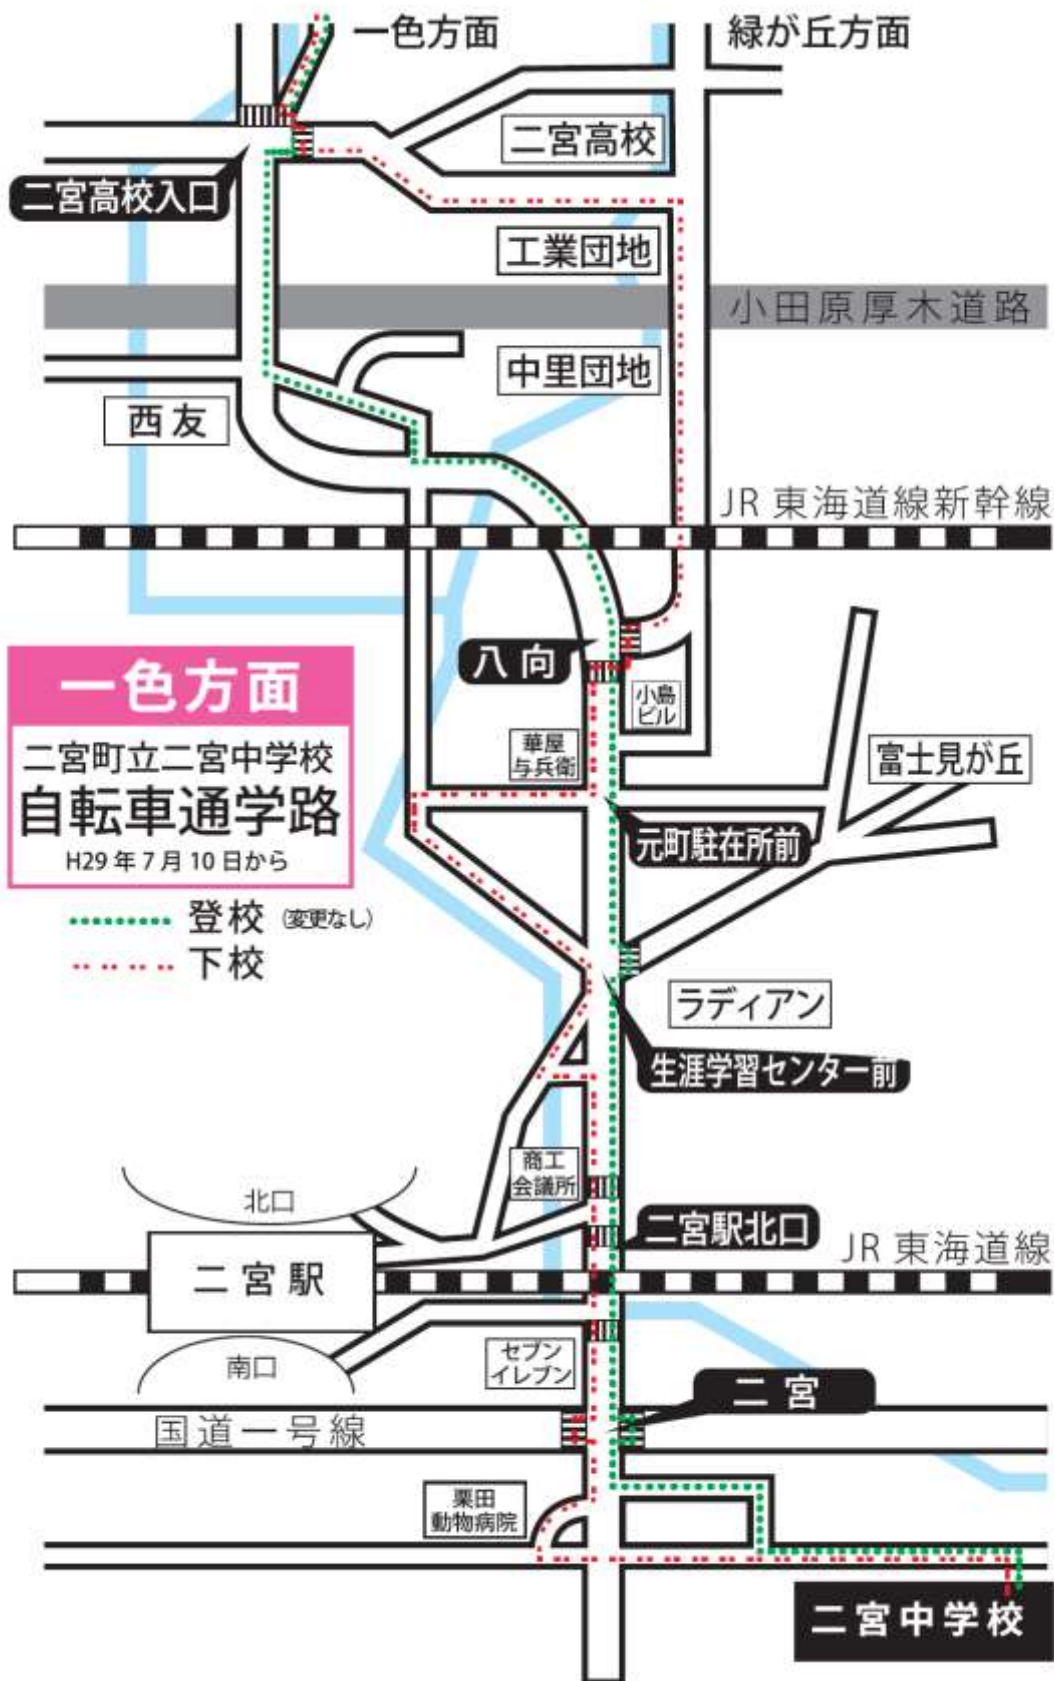 一色方面
緑が丘方面
二宮高校
二宮高校入口
工業団地
小田原厚木道路
中里団地
西友
JR 東海道線新幹線
八向
小島
ビル
一色方面
二宮町立二宮中学校
自転車通学路
H29 年 7 月 10 日から
華屋
与兵衛
富士見が丘
元町駐在所前
登校 (変更なし)
下校
ラディアン
生涯学習センター前
商工
会議所
北口
二宮駅北口
JR 東海道線
二宮駅
南口
セブン
イレブン
二宮
国道一号線
栗田
動物病院
二宮中学校